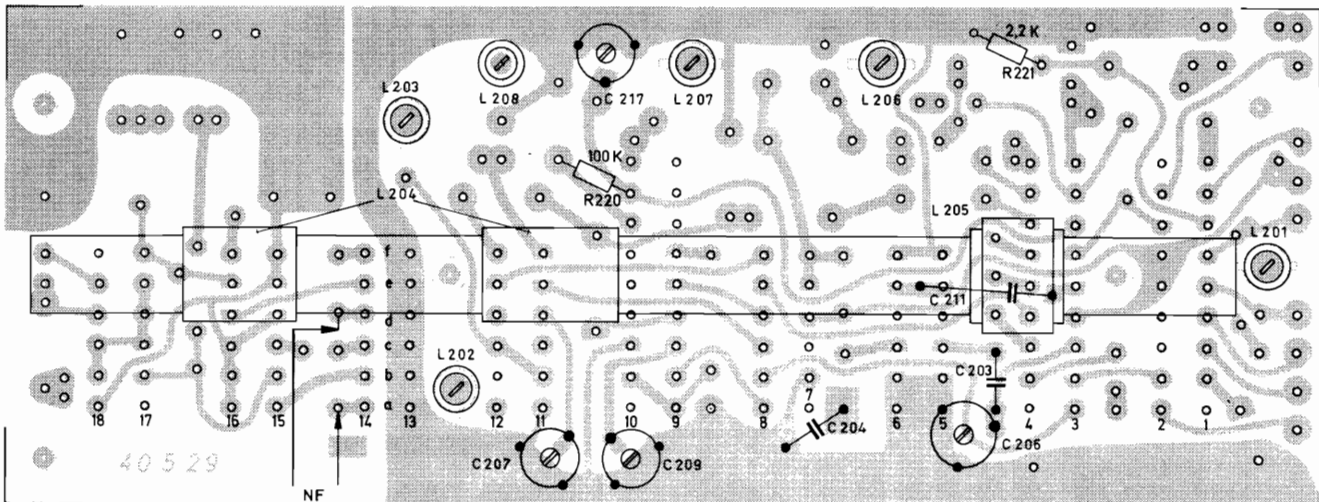 2,2 K
R221
L 208
C 217
L 207
L 206
L 203
100 K
R220
L 204
L 205
L 201
f
e
d
c
b
a
C 211
L 202
C 203
C 204
C 206
C 207
C 209
18 17 16 15 14 13 12 11 10 9 8 7 6 5 4 3 2 1
40529
NF